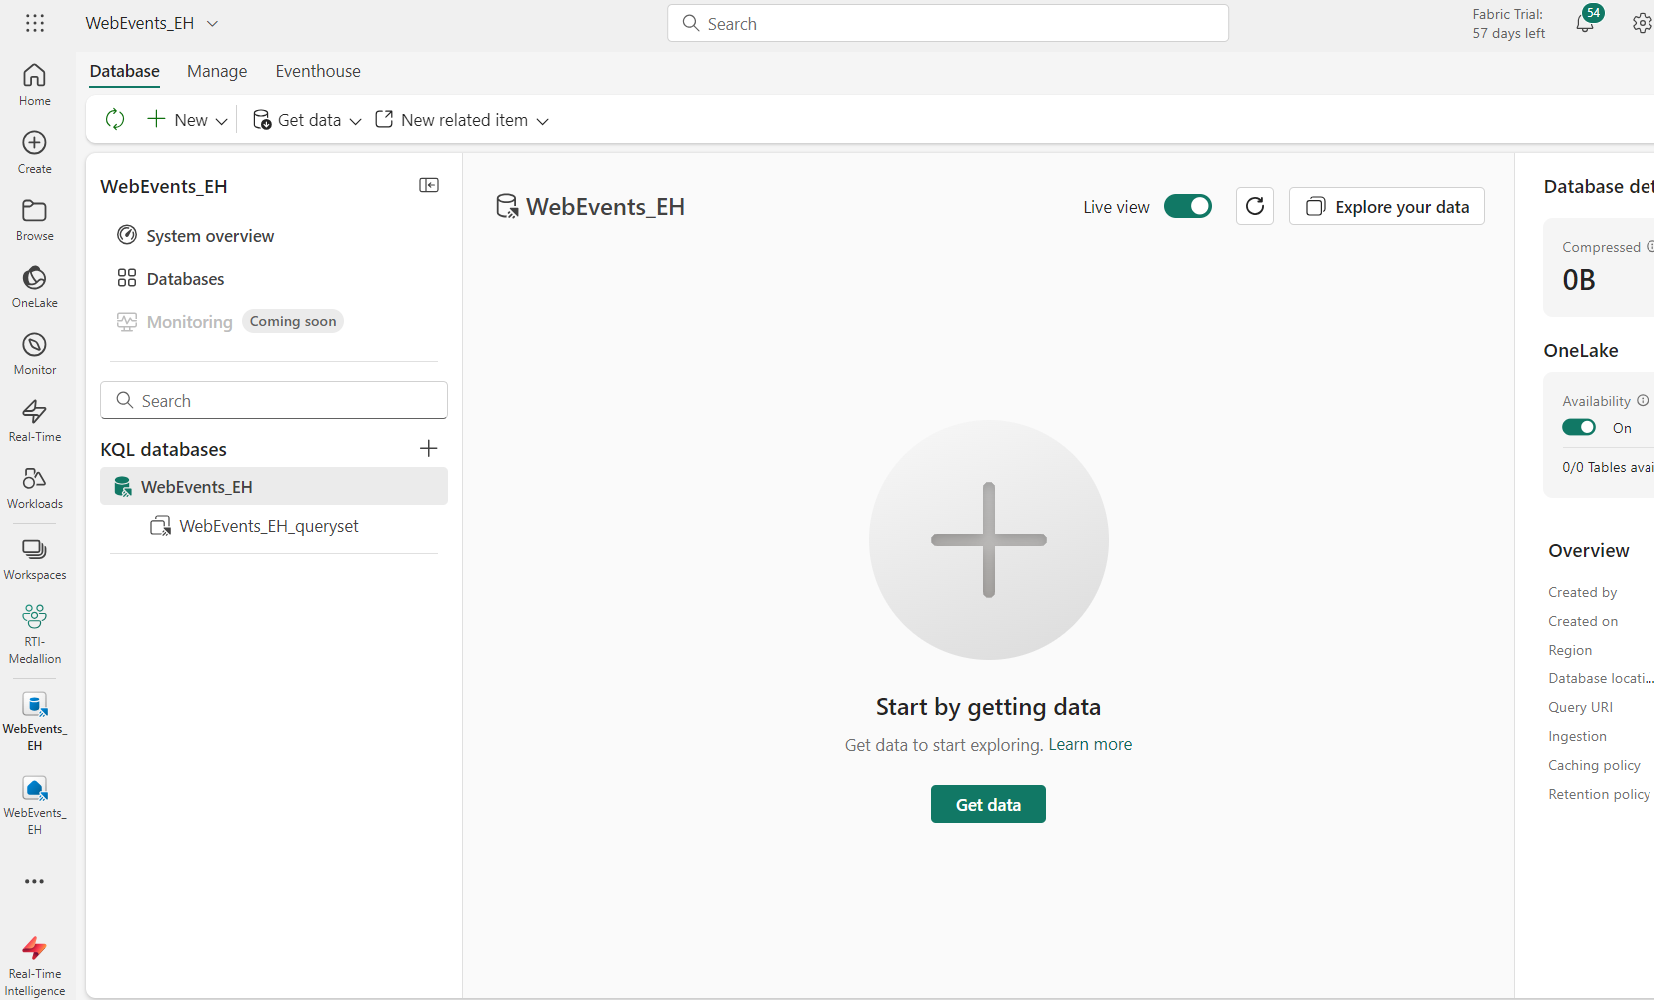 WebEvents_EH
Search
Fabric Trial:
57 days left
54
Home
Create
Browse
OneLake
Monitor
Real-Time
Workloads
Workspaces
RTI-
Medallion
WebEvents_
EH
WebEvents_
EH
Real-Time
Intelligence
Database
Manage
Eventhouse
New
Get data
New related item
WebEvents_EH
System overview
Databases
Monitoring
Coming soon
Search
KQL databases
WebEvents_EH
WebEvents_EH_queryset
WebEvents_EH
Live view
Explore your data
Start by getting data
Get data to start exploring. Learn more
Get data
Database det
Compressed
0B
OneLake
Availability
On
0/0 Tables avai
Overview
Created by
Created on
Region
Database locati...
Query URI
Ingestion
Caching policy
Retention policy